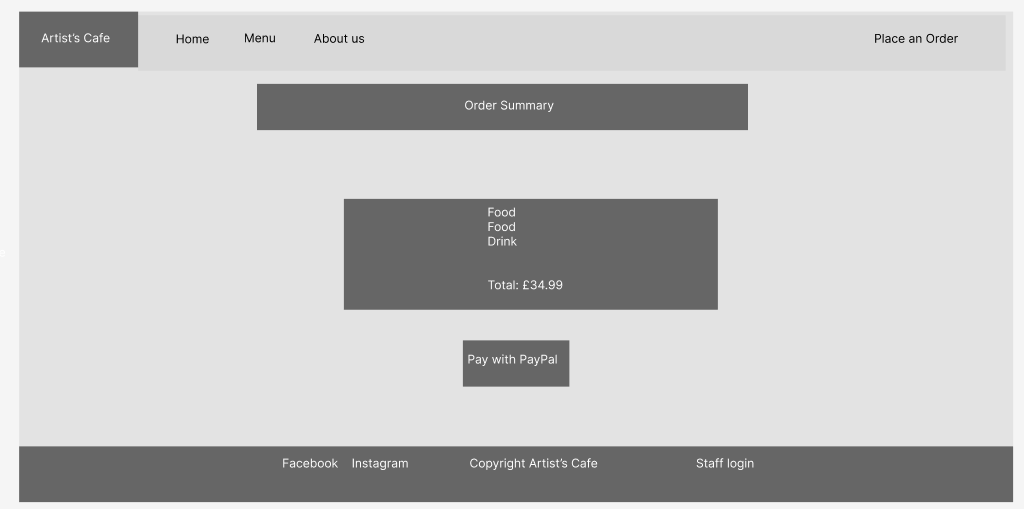 Artist’s Cafe Home Menu About us Place an Order
Order Summary
Food
Food
Drink
Total: £34.99
Pay with PayPal
Facebook Instagram Copyright Artist’s Cafe Staff login